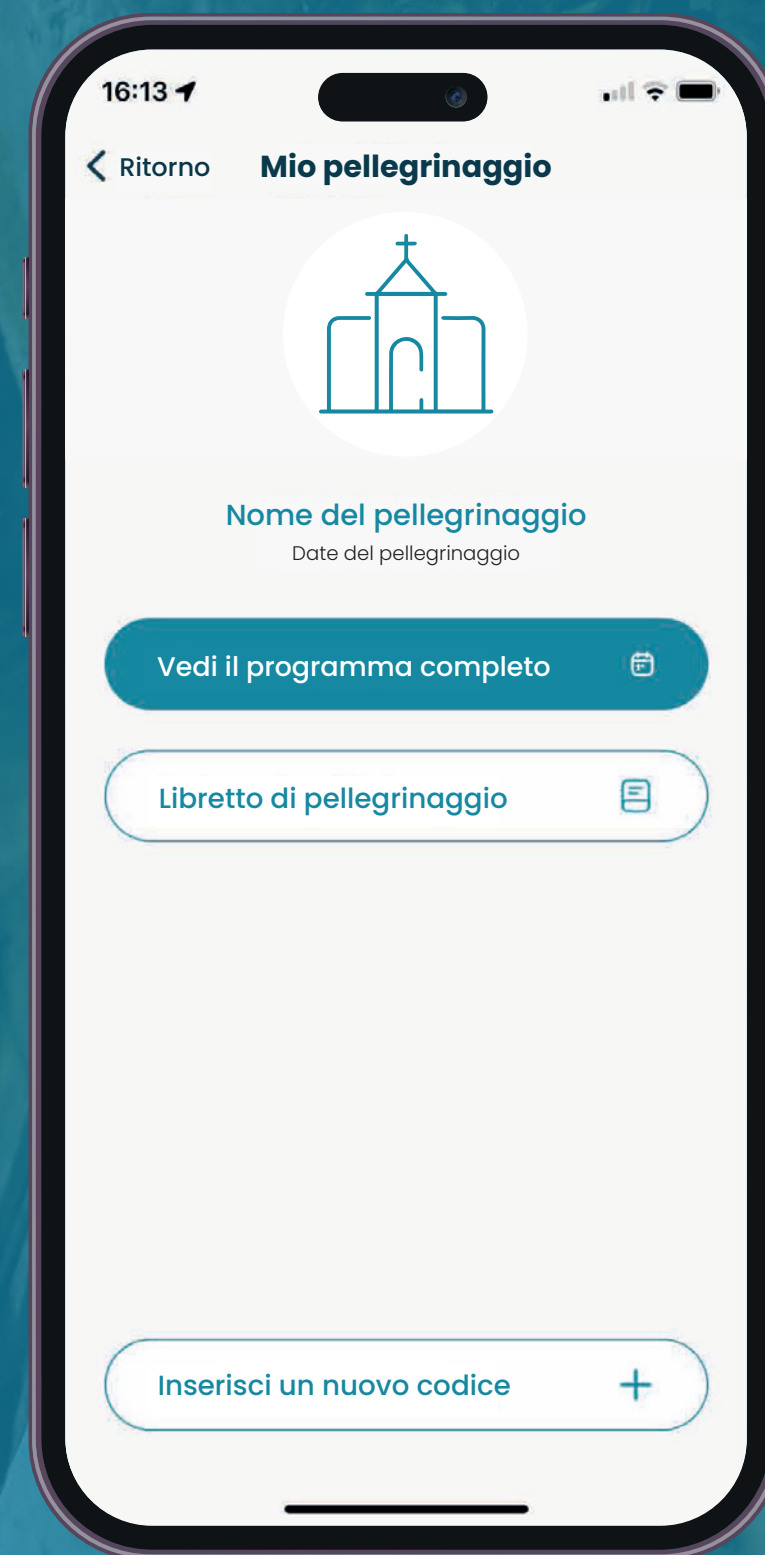 16:13
Ritorno Mio pellegrinaggio
Nome del pellegrinaggio
Date del pellegrinaggio
Vedi il programma completo
Libretto di pellegrinaggio
Inserisci un nuovo codice